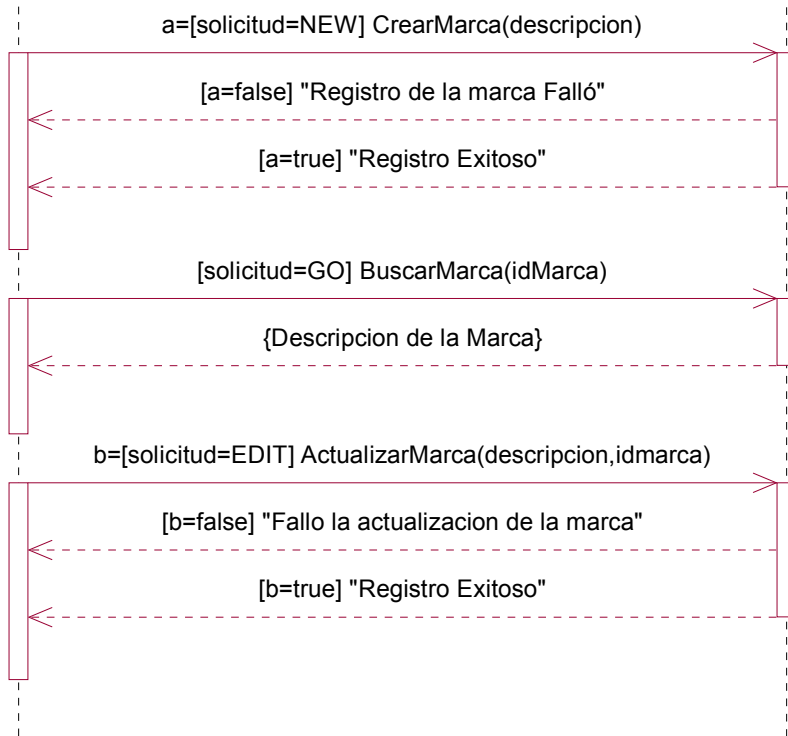 a=[solicitud=NEW] CrearMarca(descripcion)
[a=false] "Registro de la marca Falló"
[a=true] "Registro Exitoso"
[solicitud=GO] BuscarMarca(idMarca)
{Descripcion de la Marca}
b=[solicitud=EDIT] ActualizarMarca(descripcion,idmarca)
[b=false] "Fallo la actualizacion de la marca"
[b=true] "Registro Exitoso"